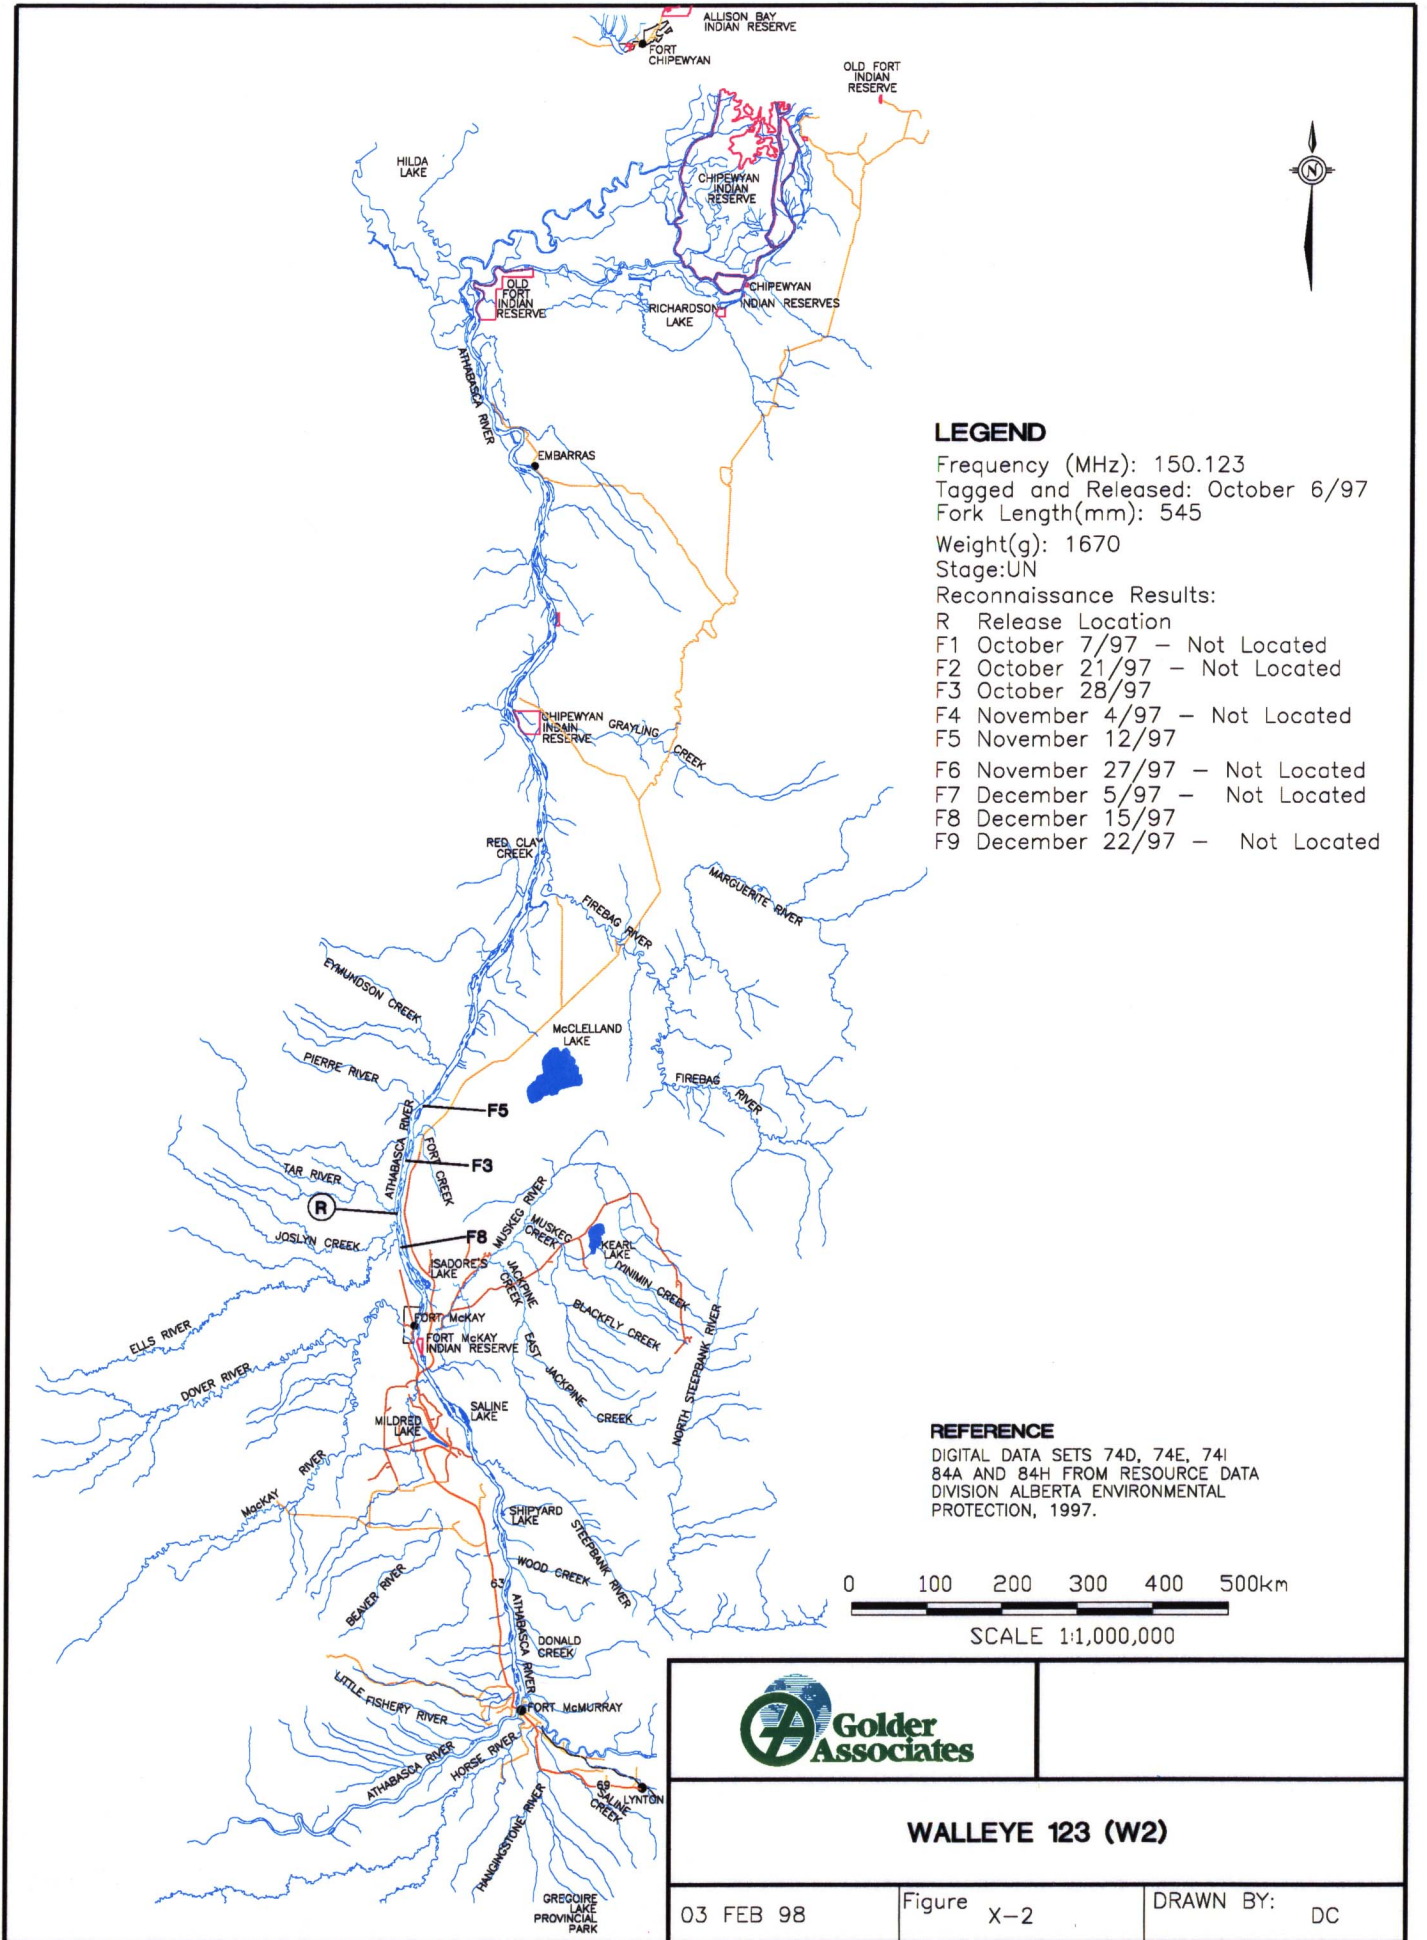 ALLISON BAY
INDIAN RESERVE
FORT
CHIPEWYAN
OLD FORT
INDIAN
RESERVE
HILDA
LAKE
N
CHIPEWYAN
INDIAN
RESERVE
OLD
FORT
INDIAN
RESERVE
CHIPEWYAN
INDIAN RESERVES
RICHARDSON
LAKE
ATHABASCA RIVER
EMBARRAS
LEGEND
Frequency (MHz): 150.123
Tagged and Released: October 6/97
Fork Length(mm): 545
Weight(g): 1670
Stage:UN
Reconnaissance Results:
R Release Location
F1 October 7/97 – Not Located
F2 October 21/97 – Not Located
F3 October 28/97
F4 November 4/97 – Not Located
F5 November 12/97
F6 November 27/97 – Not Located
F7 December 5/97 – Not Located
F8 December 15/97
F9 December 22/97 – Not Located
CHIPEWYAN
INDAIN
RESERVE
GRAYLING CREEK
RED CLAY
CREEK
MARGUERITE RIVER
FIREBAG RIVER
EYMUNDSON CREEK
McCLELLAND
LAKE
PIERRE RIVER
FIREBAG RIVER
F5
ATHABASCA RIVER
FORT CREEK
F3
TAR RIVER
R
JOSLYN CREEK
F8
MUSKEG RIVER
MUSKEG
CREEK
KEARL
LAKE
ISADORE'S
LAKE
JACKPINE
CREEK
IYINIMIN CREEK
BLACKFLY CREEK
FORT McKAY
FORT McKAY
INDIAN RESERVE
ELLS RIVER
DOVER RIVER
EAST JACKPINE CREEK
NORTH STEEPBANK RIVER
MILDRED
LAKE
SALINE
LAKE
MacKAY RIVER
SHIPYARD
LAKE
STEEPBANK RIVER
WOOD CREEK
63
BEAVER RIVER
ATHABASCA RIVER
DONALD
CREEK
LITTLE FISHERY RIVER
FORT McMURRAY
ATHABASCA RIVER
HORSE RIVER
HANGINGSTONE RIVER
69
SALINE
CREEK
LYNTON
GREGOIRE
LAKE
PROVINCIAL
PARK
REFERENCE
DIGITAL DATA SETS 74D, 74E, 74I
84A AND 84H FROM RESOURCE DATA
DIVISION ALBERTA ENVIRONMENTAL
PROTECTION, 1997.
0 100 200 300 400 500km
SCALE 1:1,000,000
Golder
Associates
WALLEYE 123 (W2)
03 FEB 98
Figure X-2
DRAWN BY: DC